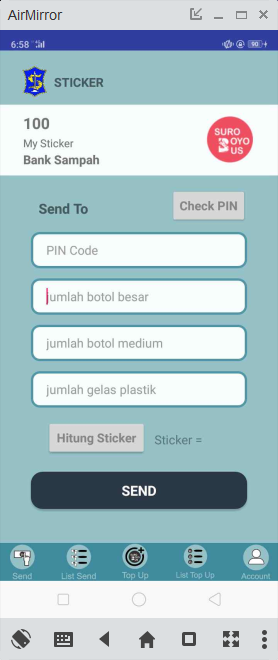 AirMirror
6:58
90
STICKER
100
My Sticker
Bank Sampah
SURO
BOYO
BUS
Send To
Check PIN
PIN Code
jumlah botol besar
jumlah botol medium
jumlah gelas plastik
Hitung Sticker
Sticker =
SEND
Send
List Send
Top Up
List Top Up
Account